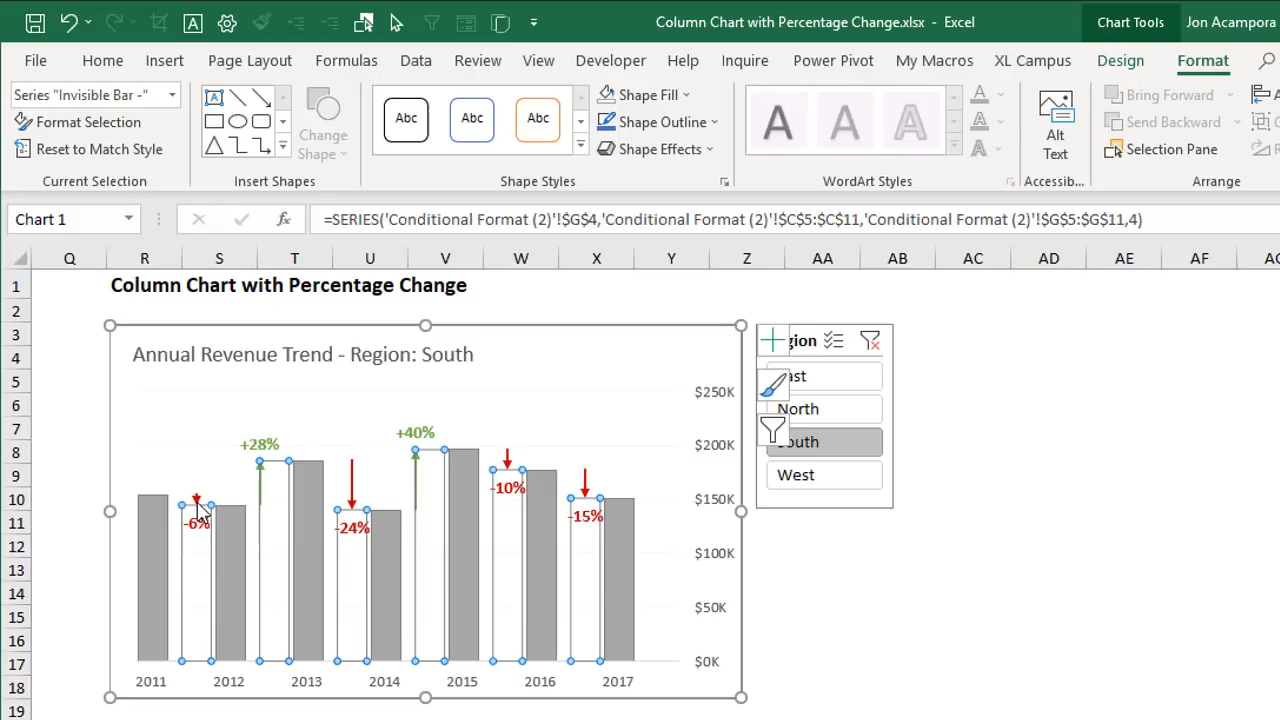 Column Chart with Percentage Change.xlsx - Excel
Chart Tools
Jon Acampora
File Home Insert Page Layout Formulas Data Review View Developer Help Inquire Power Pivot My Macros XL Campus Design Format
Series "Invisible Bar -"
Format Selection
Reset to Match Style
Current Selection
Change
Shape
Insert Shapes
Abc Abc Abc
Shape Fill
Shape Outline
Shape Effects
Shape Styles
A A A
WordArt Styles
Alt
Text
Accessib...
Bring Forward
Send Backward
Selection Pane
Arrange
Chart 1
fx
=SERIES('Conditional Format (2)'!$G$4,'Conditional Format (2)'!$C$5:$C$11,'Conditional Format (2)'!$G$5:$G$11,4)
Q R S T U V W X Y Z AA AB AC AD AE AF AG
1
2
3
4
5
6
7
8
9
10
11
12
13
14
15
16
17
18
19
Column Chart with Percentage Change
Annual Revenue Trend - Region: South
$250K
$200K
$150K
$100K
$50K
$0K
-6%
+28%
-24%
+40%
-10%
-15%
2011 2012 2013 2014 2015 2016 2017
gion
ast
North
outh
West